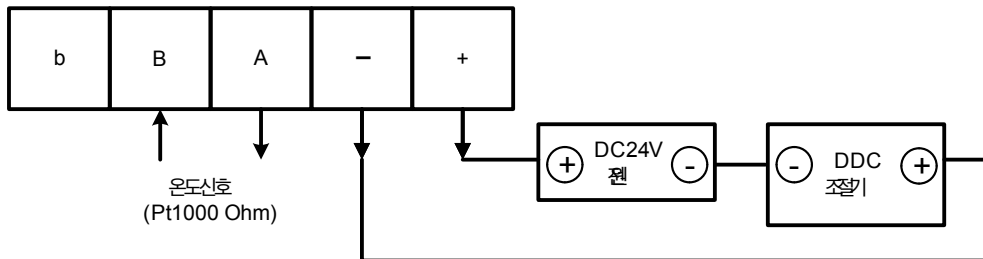 b B A − +
+ DC24V - - DDC +
조절기
온도신호
(Pt1000 Ohm)